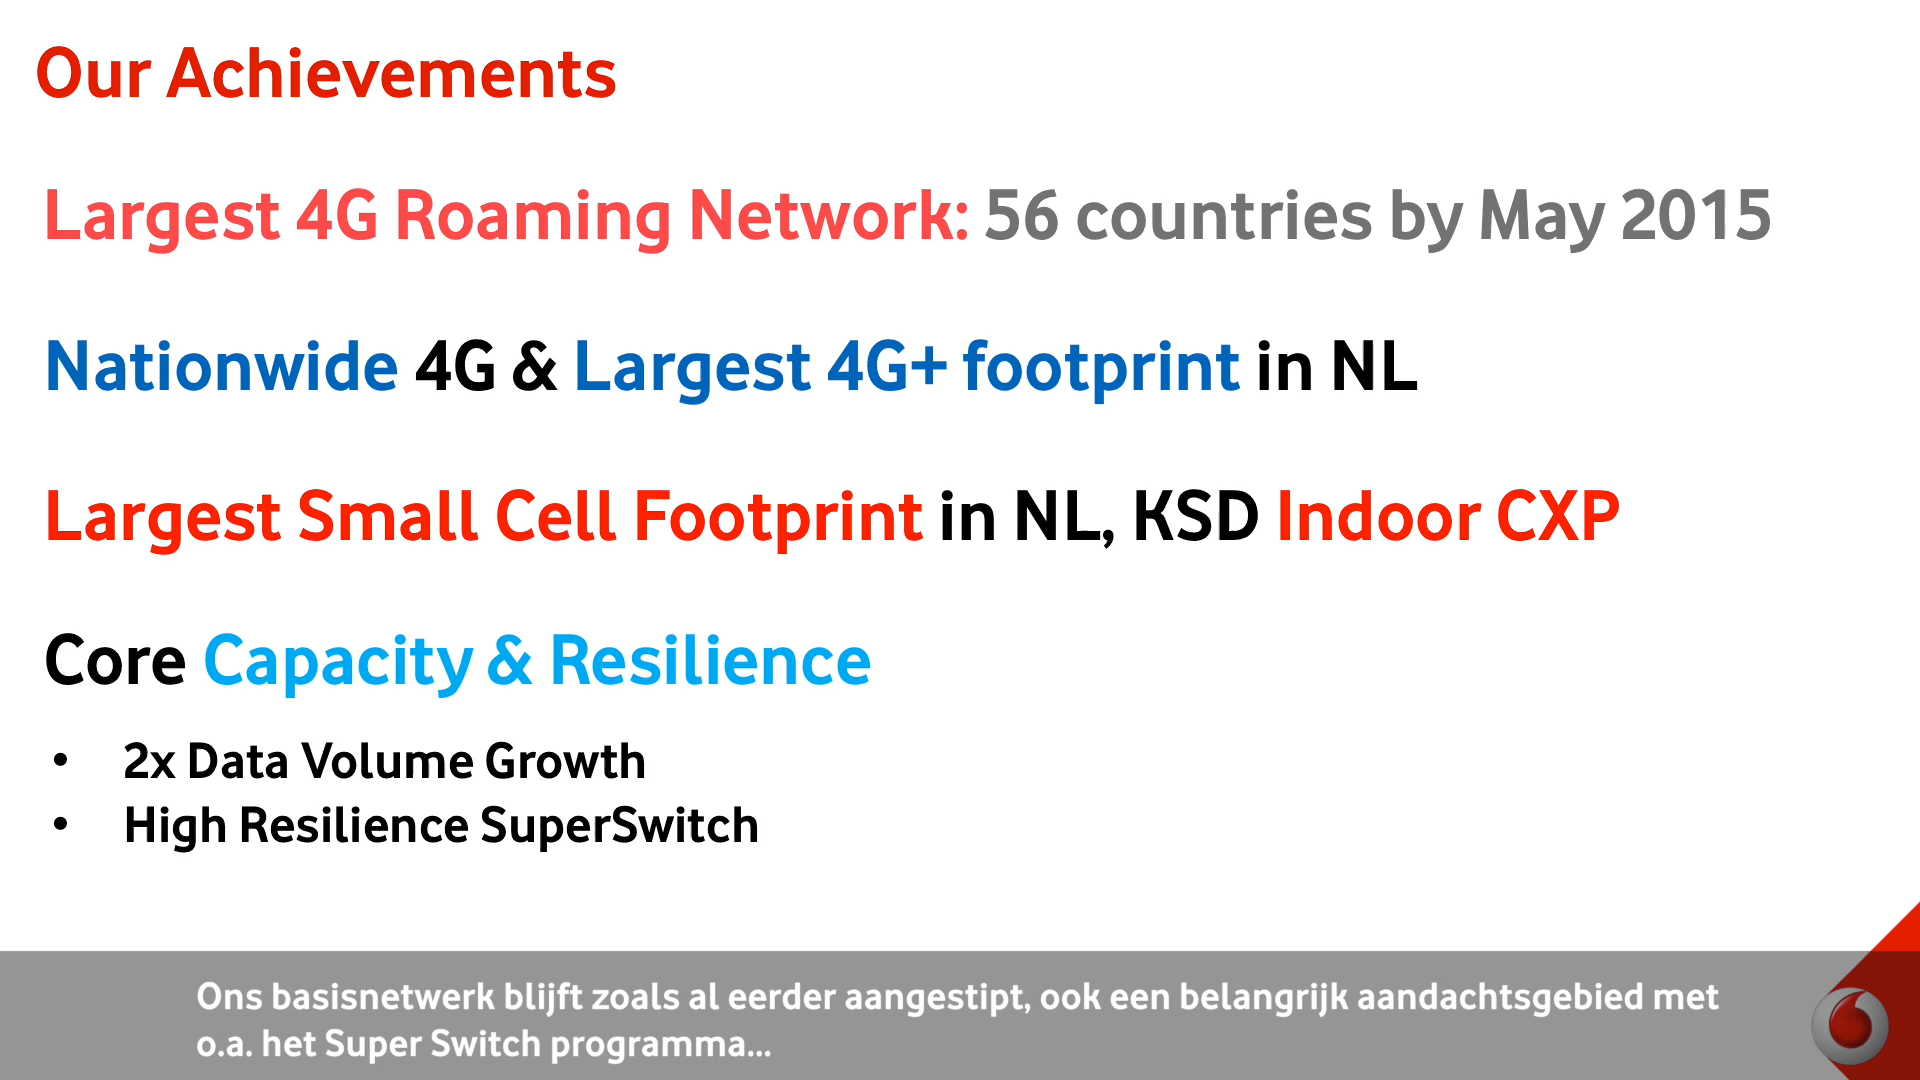 Our Achievements
Largest 4G Roaming Network: 56 countries by May 2015
Nationwide 4G & Largest 4G+ footprint in NL
Largest Small Cell Footprint in NL, KSD Indoor CXP
Core Capacity & Resilience
• 2x Data Volume Growth
• High Resilience SuperSwitch
Ons basisnetwerk blijft zoals al eerder aangestipt, ook een belangrijk aandachtsgebied met
o.a. het Super Switch programma...